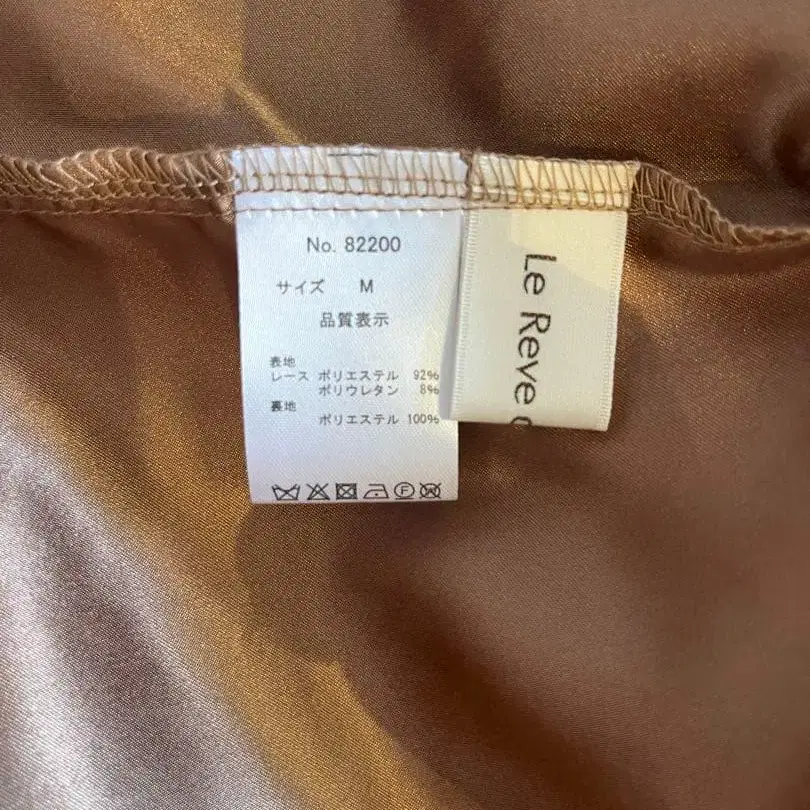 No. 82200
サイズ M
品質表示
表地
レース ポリエステル 92%
ポリウレタン 8%
裏地
ポリエステル 100%
Le Reve